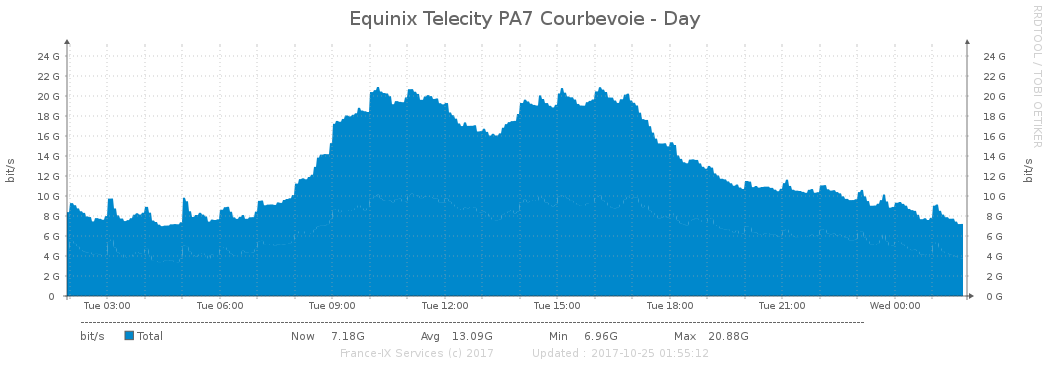 Equinix Telecity PA7 Courbevoie - Day
RRDTOOL / TOBI OETIKER
24 G 24 G
22 G 22 G
20 G 20 G
18 G 18 G
16 G 16 G
14 G 14 G
12 G 12 G
10 G 10 G
8 G 8 G
6 G 6 G
4 G 4 G
2 G 2 G
0 0 G
bit/s
bit/s
Tue 03:00 Tue 06:00 Tue 09:00 Tue 12:00 Tue 15:00 Tue 18:00 Tue 21:00 Wed 00:00
bit/s Total Now 7.18G Avg 13.09G Min 6.96G Max 20.88G
France-IX Services (c) 2017 Updated : 2017-10-25 01:55:12